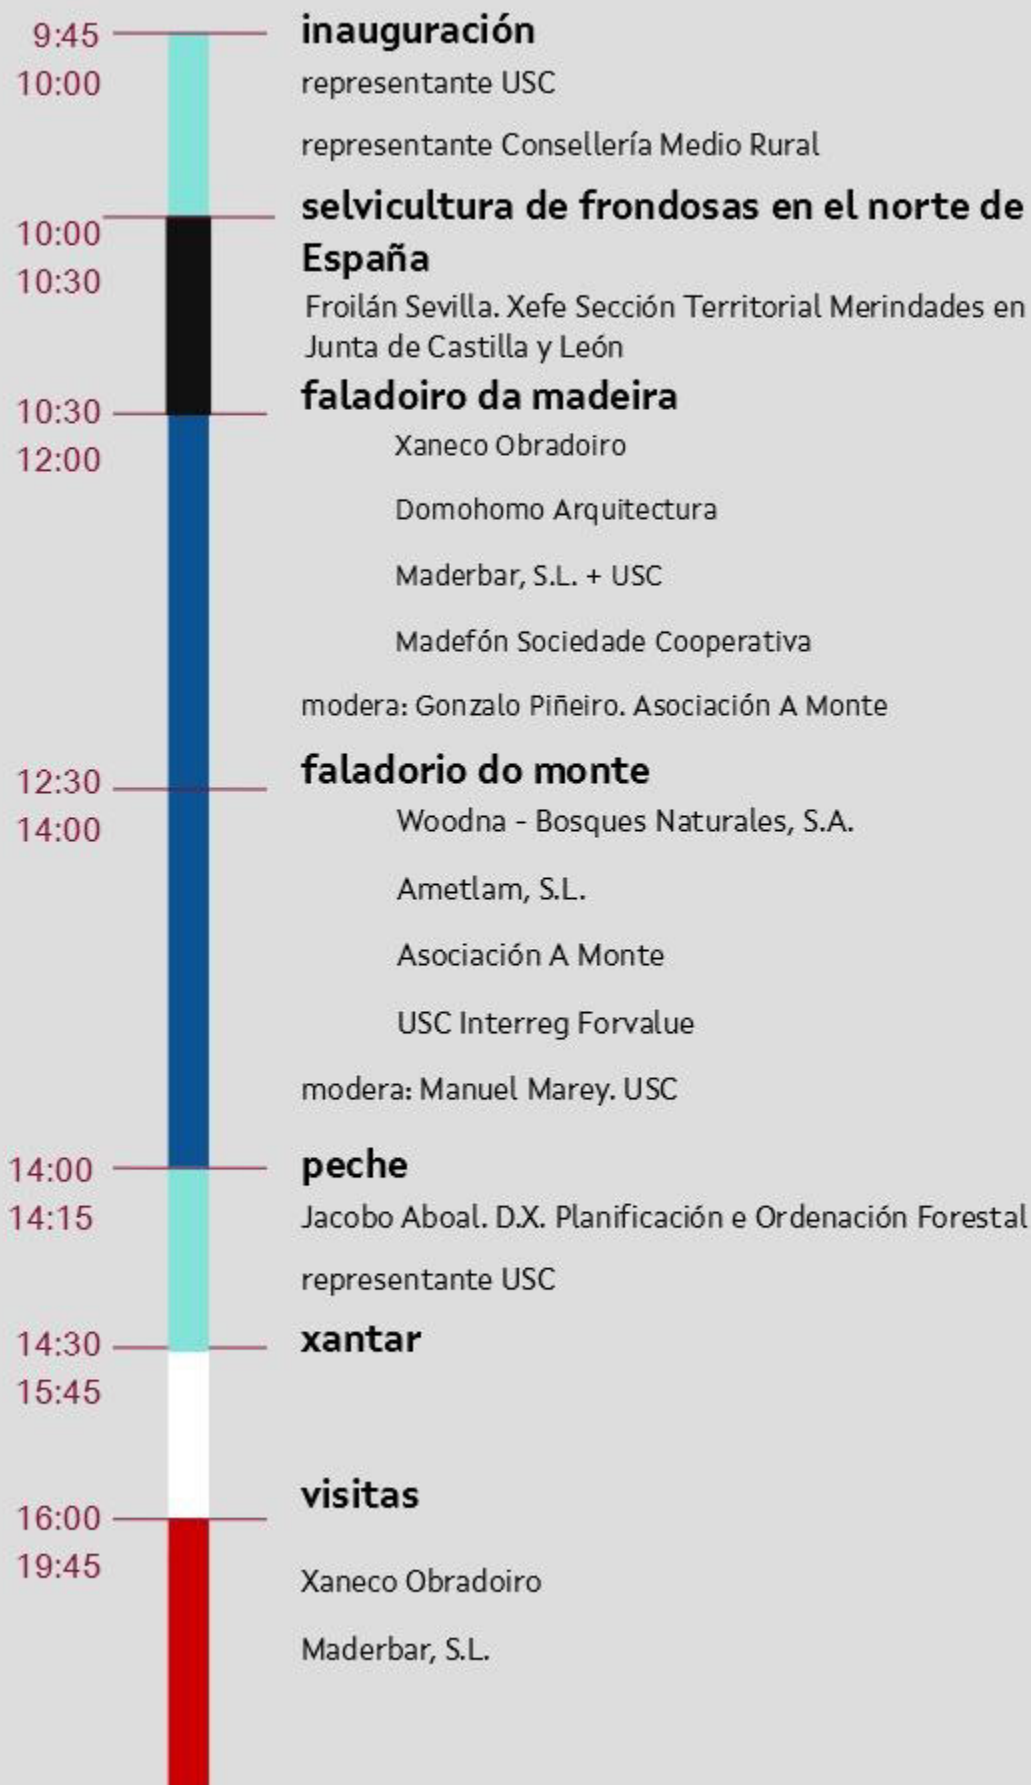 9:45 inauguración
10:00 representante USC
representante Consellería Medio Rural
10:00 selvicultura de frondosas en el norte de
España
10:30
Froilán Sevilla. Xefe Sección Territorial Merindades en
Junta de Castilla y León
10:30 faladoiro da madeira
12:00 Xaneco Obradoiro
Domohomo Arquitectura
Maderbar, S.L. + USC
Madefón Sociedade Cooperativa
modera: Gonzalo Piñeiro. Asociación A Monte
12:30 faladorio do monte
14:00 Woodna - Bosques Naturales, S.A.
Ametlam, S.L.
Asociación A Monte
USC Interreg Forvalue
modera: Manuel Marey. USC
14:00 peche
14:15 Jacobo Aboal. D.X. Planificación e Ordenación Forestal
representante USC
14:30 xantar
15:45
visitas
16:00
19:45 Xaneco Obradoiro
Maderbar, S.L.